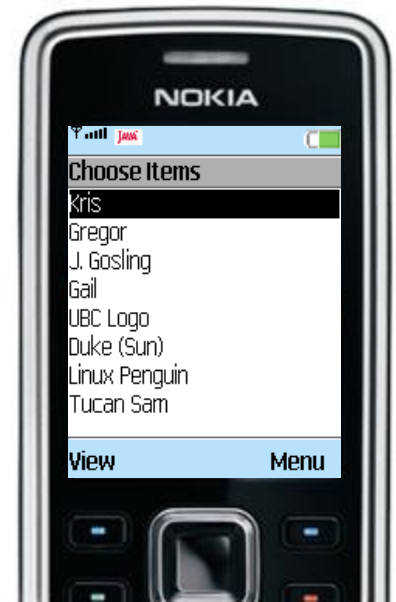 NOKIA
JAVA
Choose Items
Kris
Gregor
J. Gosling
Gail
UBC Logo
Duke (Sun)
Linux Penguin
Tucan Sam
View Menu